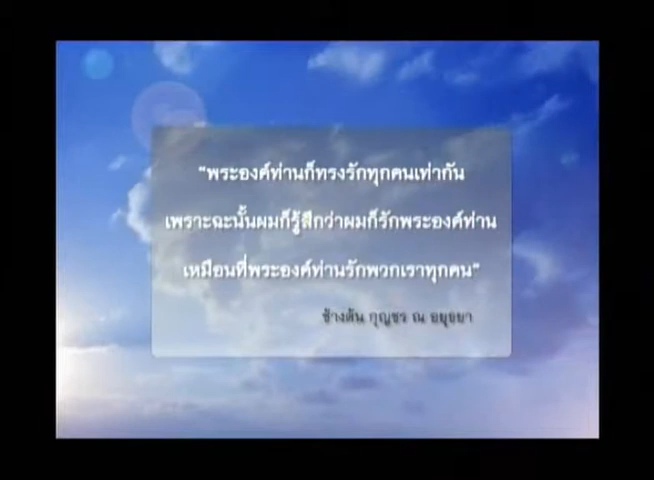 "พระองค์ท่านก็ทรงรักทุกคนเท่ากัน
เพราะฉะนั้นผมก็รู้สึกว่าผมก็รักพระองค์ท่าน
เหมือนที่พระองค์ท่านรักพวกเราทุกคน"
ช้างต้น กุญชร ณ อยุธยา